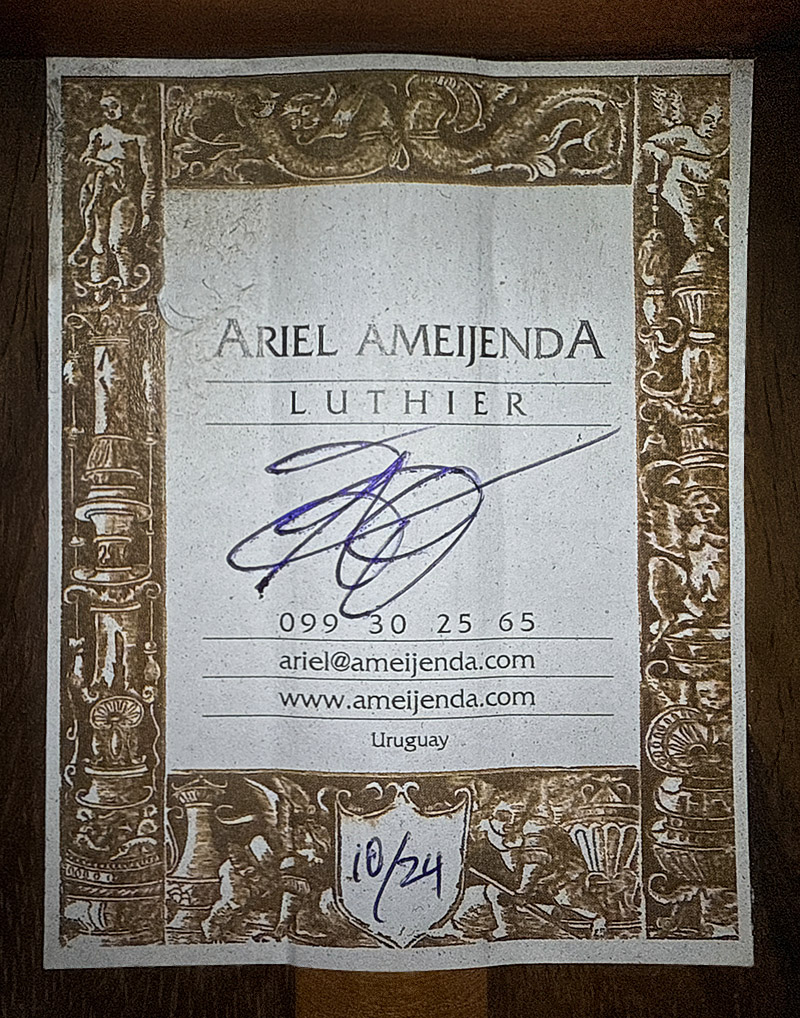 ARIEL AMEIJENDA
LUTHIER
099 30 25 65
ariel@ameijenda.com
www.ameijenda.com
Uruguay
10/24